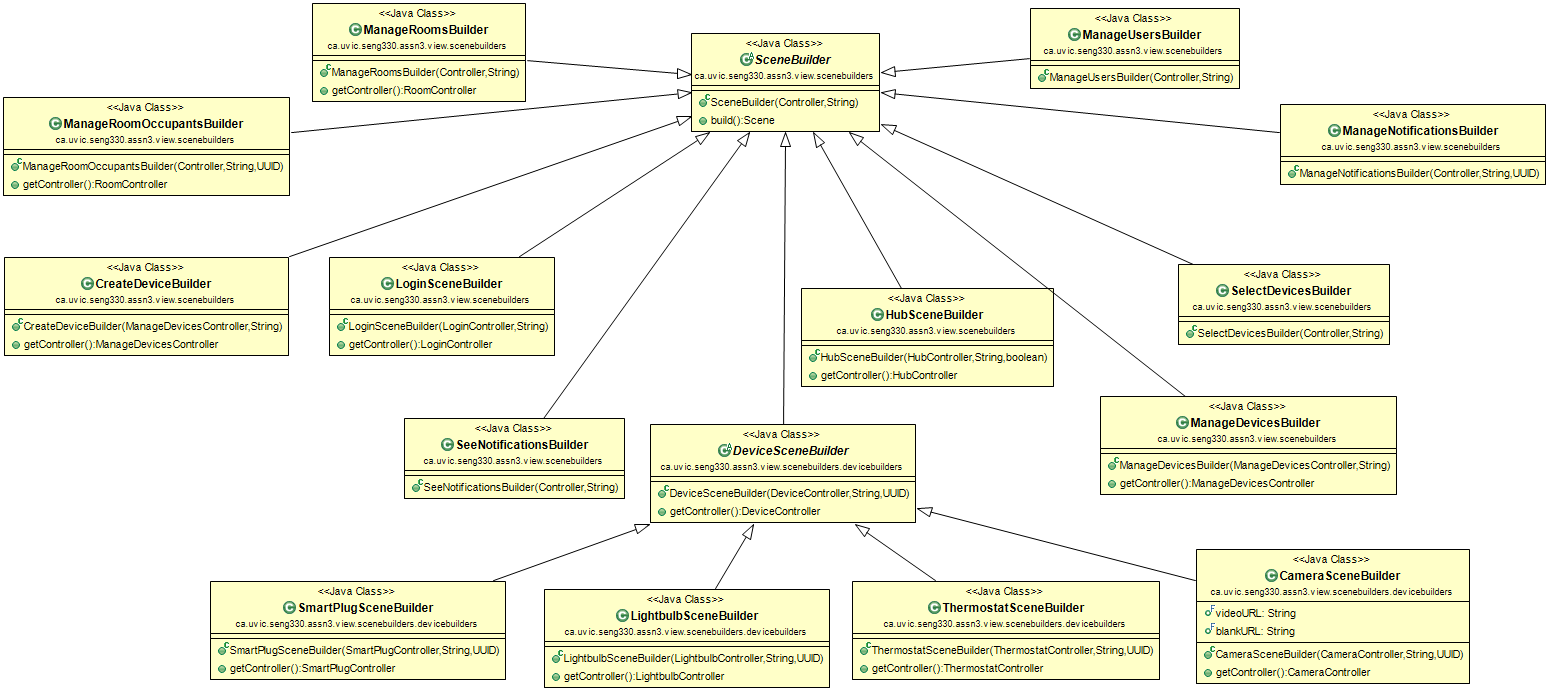 <<Java Class>>
ManageRoomsBuilder
ca.uvic.seng330.assn3.view.scenebuilders
ManageRoomsBuilder(Controller,String)
getController():RoomController
<<Java Class>>
SceneBuilder
ca.uvic.seng330.assn3.view.scenebuilders
SceneBuilder(Controller,String)
build():Scene
<<Java Class>>
ManageUsersBuilder
ca.uvic.seng330.assn3.view.scenebuilders
ManageUsersBuilder(Controller,String)
<<Java Class>>
ManageRoomOccupantsBuilder
ca.uvic.seng330.assn3.view.scenebuilders
ManageRoomOccupantsBuilder(Controller,String,UUID)
getController():RoomController
<<Java Class>>
ManageNotificationsBuilder
ca.uvic.seng330.assn3.view.scenebuilders
ManageNotificationsBuilder(Controller,String,UUID)
<<Java Class>>
CreateDeviceBuilder
ca.uvic.seng330.assn3.view.scenebuilders
CreateDeviceBuilder(ManageDevicesController,String)
getController():ManageDevicesController
<<Java Class>>
LoginSceneBuilder
ca.uvic.seng330.assn3.view.scenebuilders
LoginSceneBuilder(LoginController,String)
getController():LoginController
<<Java Class>>
HubSceneBuilder
ca.uvic.seng330.assn3.view.scenebuilders
HubSceneBuilder(HubController,String,boolean)
getController():HubController
<<Java Class>>
SelectDevicesBuilder
ca.uvic.seng330.assn3.view.scenebuilders
SelectDevicesBuilder(Controller,String)
<<Java Class>>
SeeNotificationsBuilder
ca.uvic.seng330.assn3.view.scenebuilders
SeeNotificationsBuilder(Controller,String)
<<Java Class>>
DeviceSceneBuilder
ca.uvic.seng330.assn3.view.scenebuilders.devicebuilders
DeviceSceneBuilder(DeviceController,String,UUID)
getController():DeviceController
<<Java Class>>
ManageDevicesBuilder
ca.uvic.seng330.assn3.view.scenebuilders
ManageDevicesBuilder(ManageDevicesController,String)
getController():ManageDevicesController
<<Java Class>>
SmartPlugSceneBuilder
ca.uvic.seng330.assn3.view.scenebuilders.devicebuilders
SmartPlugSceneBuilder(SmartPlugController,String,UUID)
getController():SmartPlugController
<<Java Class>>
LightbulbSceneBuilder
ca.uvic.seng330.assn3.view.scenebuilders.devicebuilders
LightbulbSceneBuilder(LightbulbController,String,UUID)
getController():LightbulbController
<<Java Class>>
ThermostatSceneBuilder
ca.uvic.seng330.assn3.view.scenebuilders.devicebuilders
ThermostatSceneBuilder(ThermostatController,String,UUID)
getController():ThermostatController
<<Java Class>>
CameraSceneBuilder
ca.uvic.seng330.assn3.view.scenebuilders.devicebuilders
videoURL: String
blankURL: String
CameraSceneBuilder(CameraController,String,UUID)
getController():CameraController